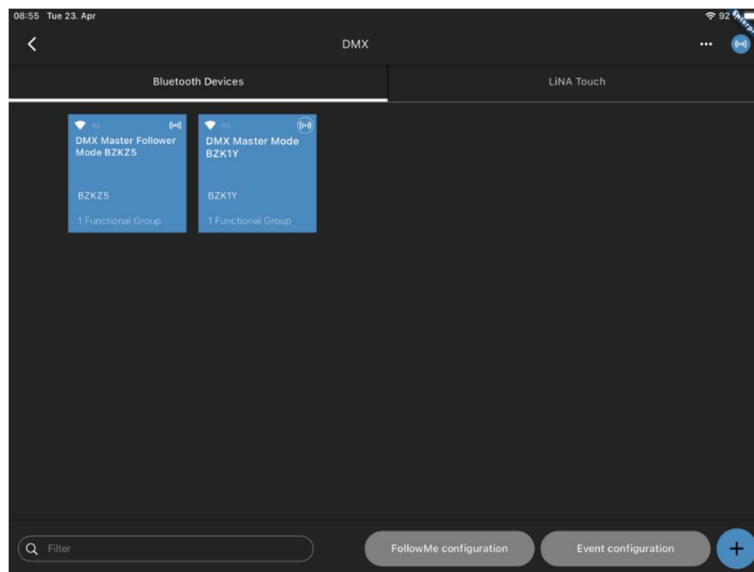 08:55 Tue 23. Apr
92
DMX
Bluetooth Devices
LiNA Touch
DMX Master Follower
Mode BZKZ5
BZKZ5
1 Functional Group
DMX Master Mode
BZK1Y
BZK1Y
1 Functional Group
Filter
FollowMe configuration
Event configuration